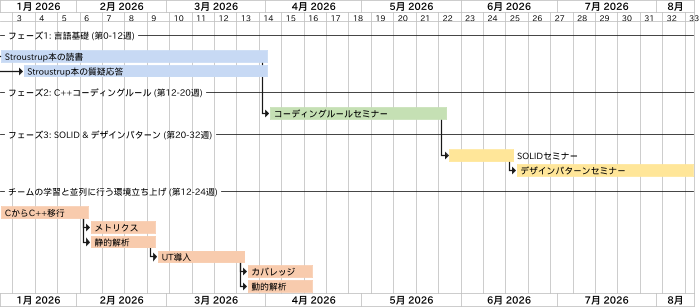 1月 2026 2月 2026 3月 2026 4月 2026 5月 2026 6月 2026 7月 2026 8月
3 4 5 6 7 8 9 10 11 12 13 14 15 16 17 18 19 20 21 22 23 24 25 26 27 28 29 30 31 32 33
フェーズ1: 言語基礎 (第0-12週)
Stroustrup本の読書
Stroustrup本の質疑応答
フェーズ2: C++コーディングルール (第12-20週)
コーディングルールセミナー
フェーズ3: SOLID & デザインパターン (第20-32週)
SOLIDセミナー
デザインパターンセミナー
チームの学習と並列に行う環境立ち上げ (第12-24週)
CからC++移行
メトリクス
静的解析
UT導入
カバレッジ
動的解析
1月 2026 2月 2026 3月 2026 4月 2026 5月 2026 6月 2026 7月 2026 8月